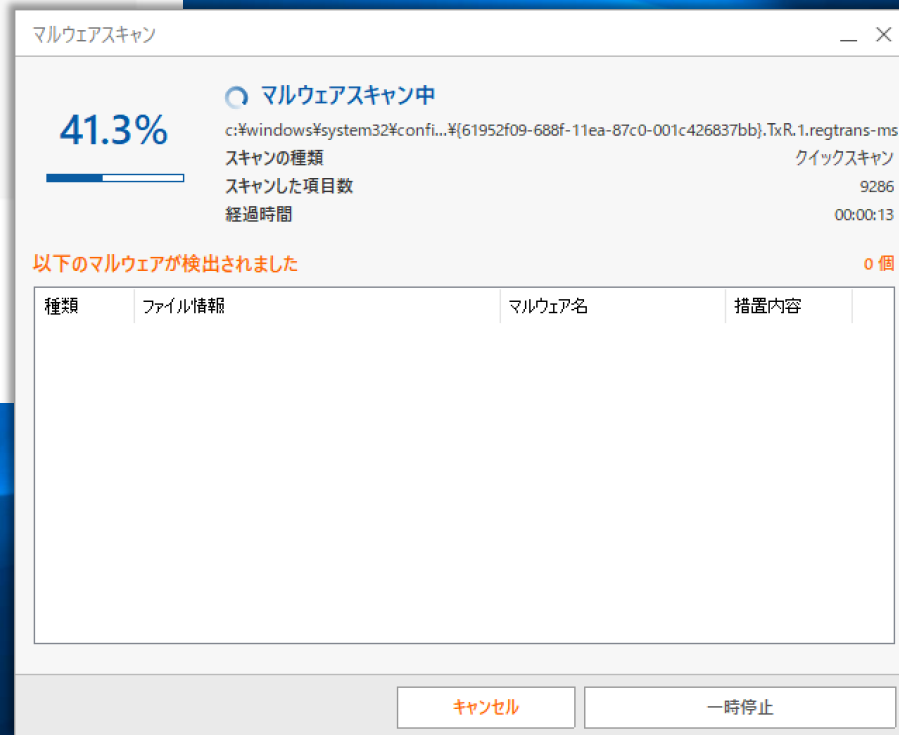 マルウェアスキャン
41.3%
マルウェアスキャン中
c:¥windows¥system32¥confi...¥{61952f09-688f-11ea-87c0-001c426837bb}.TxR.1.regtrans-ms
スキャンの種類 クイックスキャン
スキャンした項目数 9286
経過時間 00:00:13
以下のマルウェアが検出されました 0 個
種類 ファイル情報 マルウェア名 措置内容
キャンセル 一時停止